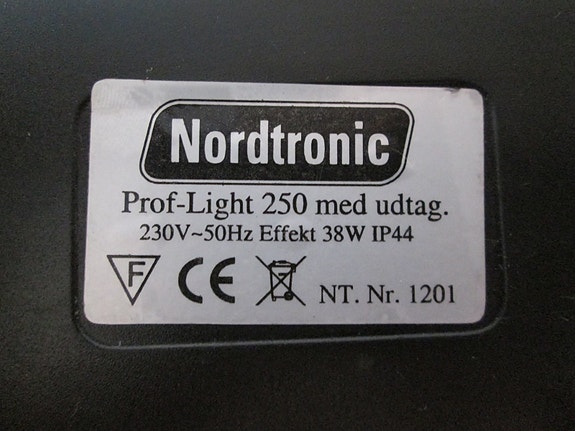 Nordtronic
Prof-Light 250 med udtag.
230V~50Hz Effekt 38W IP44
F CE NT. Nr. 1201